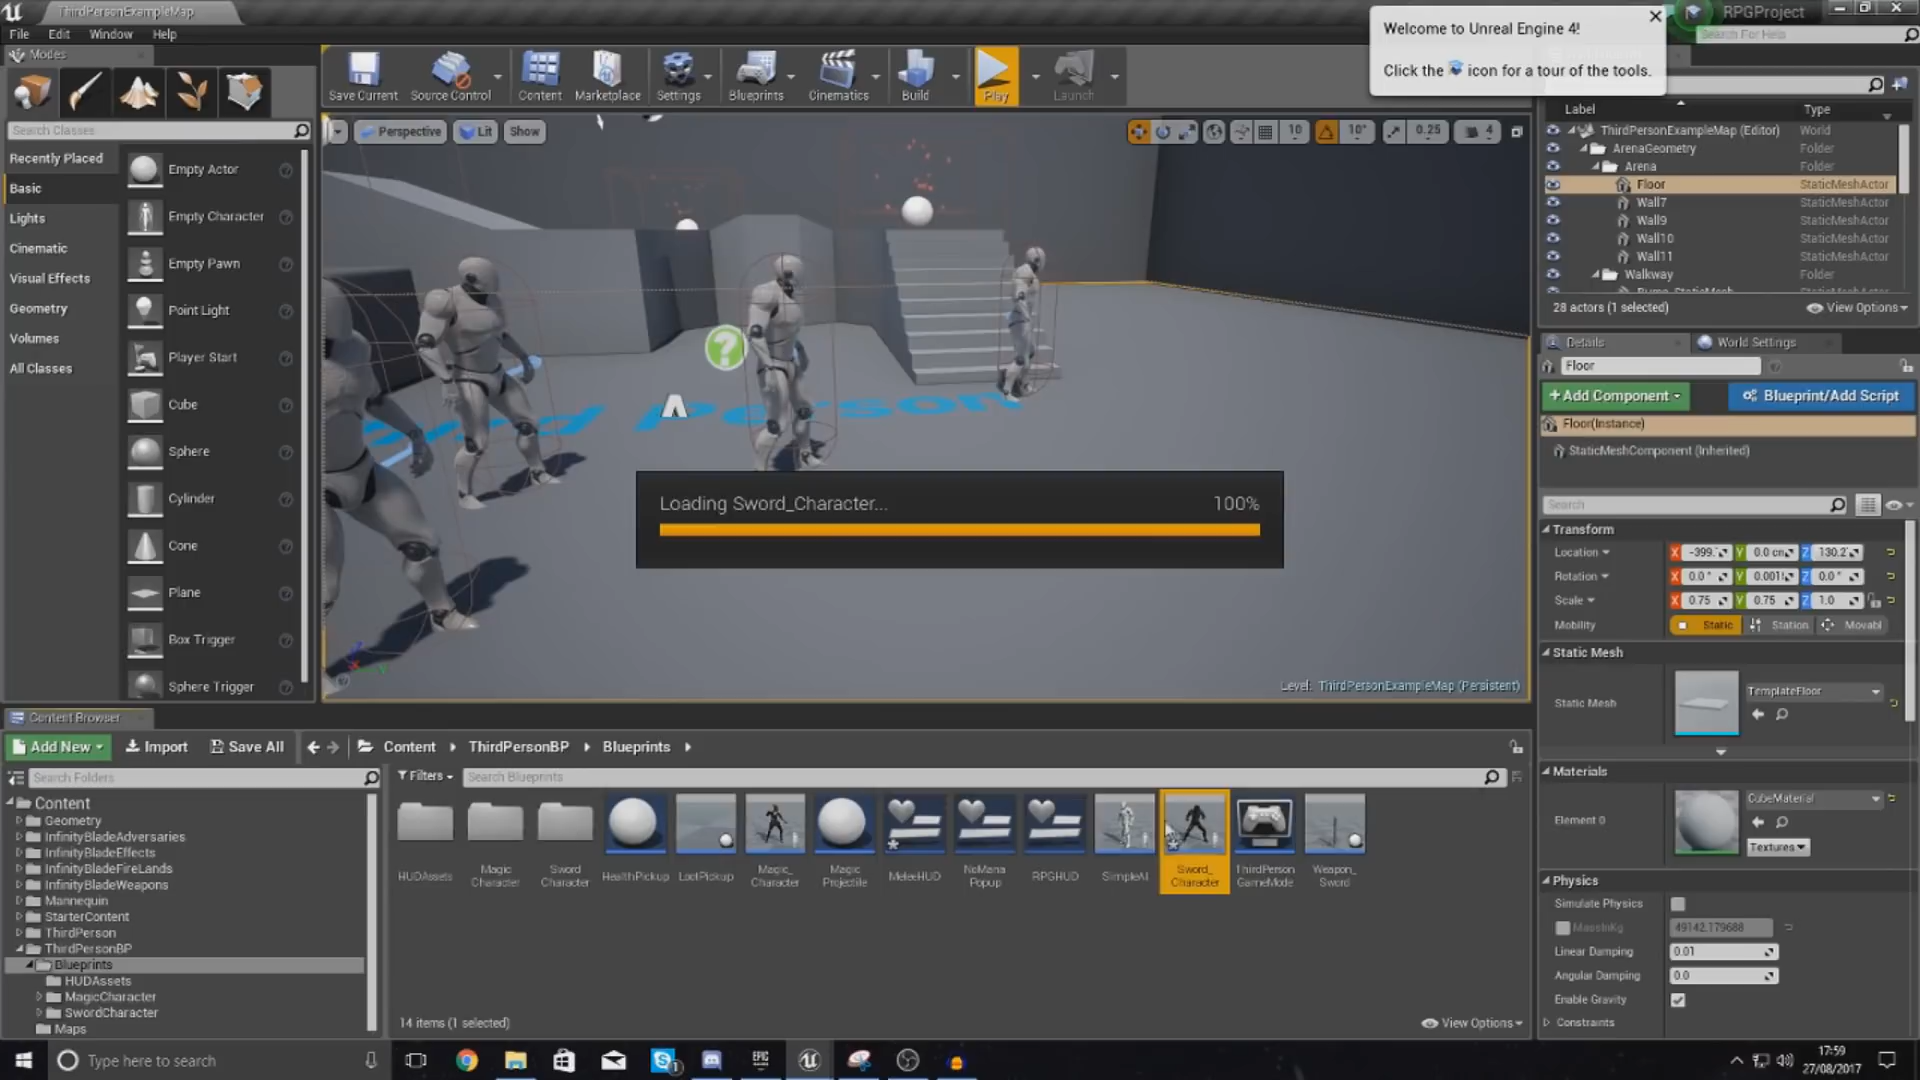 ThirdPersonExampleMap
RPGProject
File Edit Window Help
Search For Help
Welcome to Unreal Engine 4!
Click the icon for a tour of the tools.
Modes
Save Current
Source Control
Content
Marketplace
Settings
Blueprints
Cinematics
Build
Play
Launch
Search Classes
Recently Placed
Basic
Lights
Cinematic
Visual Effects
Geometry
Volumes
All Classes
Empty Actor
Empty Character
Empty Pawn
Point Light
Player Start
Cube
Sphere
Cylinder
Cone
Plane
Box Trigger
Sphere Trigger
Perspective Lit Show
10 10° 0.25 4
Loading Sword_Character... 100%
Level: ThirdPersonExampleMap (Persistent)
Label Type
ThirdPersonExampleMap (Editor) World
ArenaGeometry Folder
Arena Folder
Floor StaticMeshActor
Wall7 StaticMeshActor
Wall9 StaticMeshActor
Wall10 StaticMeshActor
Wall11 StaticMeshActor
Walkway Folder
28 actors (1 selected) View Options
Details World Settings
Floor
+Add Component Blueprint/Add Script
Floor(Instance)
StaticMeshComponent (Inherited)
Search
Transform
Location X -399. Y 0.0 cm Z 130.2
Rotation X 0.0 ° Y 0.001 Z 0.0 °
Scale X 0.75 Y 0.75 Z 1.0
Mobility Static Station Movabl
Static Mesh
Static Mesh TemplateFloor
Materials
Element 0 CubeMaterial
Textures
Physics
Simulate Physics
MassInKg 49142.179688
Linear Damping 0.01
Angular Damping 0.0
Enable Gravity
Constraints
Content Browser
Add New Import Save All Content ThirdPersonBP Blueprints
Search Folders
Filters Search Blueprints
Content
Geometry
InfinityBladeAdversaries
InfinityBladeEffects
InfinityBladeFireLands
InfinityBladeWeapons
Mannequin
StarterContent
ThirdPerson
ThirdPersonBP
Blueprints
HUDAssets
MagicCharacter
SwordCharacter
Maps
HUDAssets
Magic Character
Sword Character
HealthPickup
LootPickup
Magic_ Character
Magic Projectile
MeleeHUD
NoMana Popup
RPGHUD
SimpleAI
Sword_ Character
ThirdPerson GameMode
Weapon_ Sword
14 items (1 selected) View Options
Type here to search
EPIC GAMES
17:59
27/08/2017